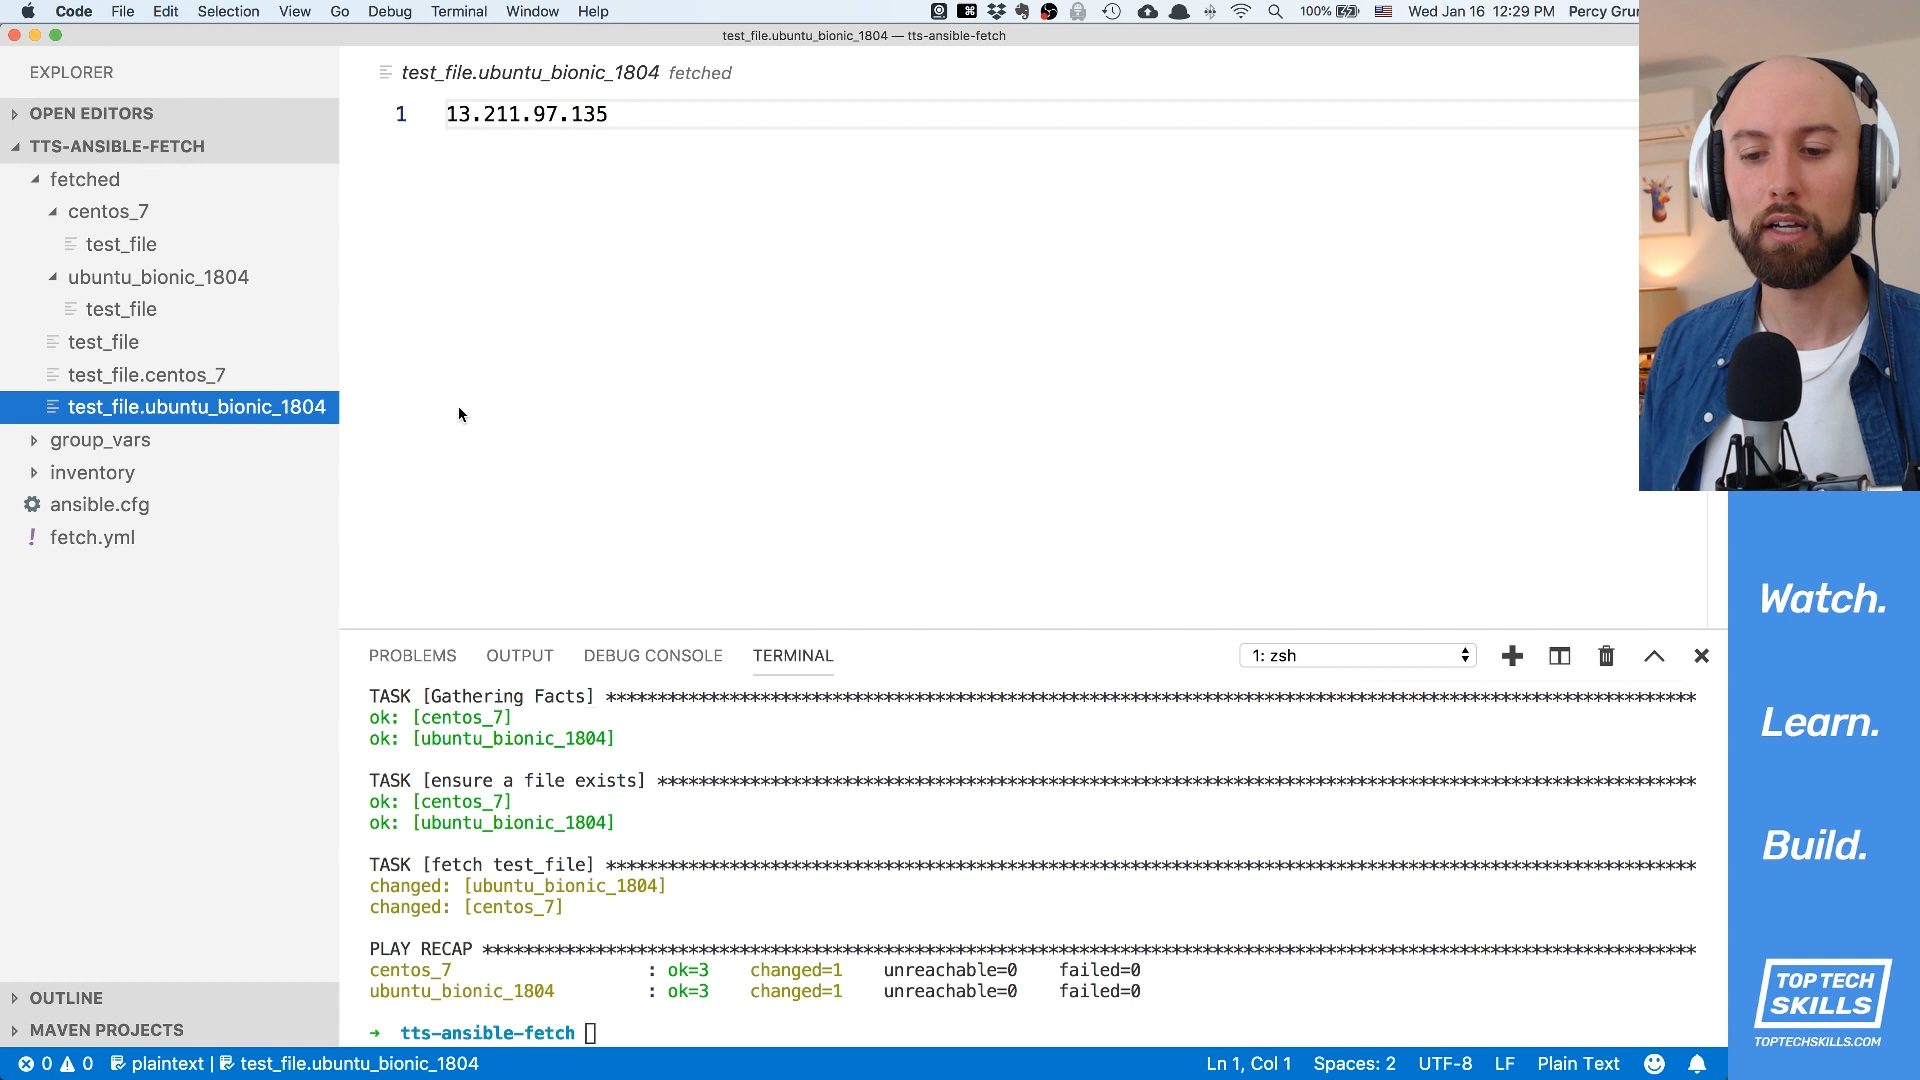 Code File Edit Selection View Go Debug Terminal Window Help 100% Wed Jan 16 12:29 PM Percy Gru
test_file.ubuntu_bionic_1804 — tts-ansible-fetch
EXPLORER
OPEN EDITORS
TTS-ANSIBLE-FETCH
fetched
centos_7
test_file
ubuntu_bionic_1804
test_file
test_file
test_file.centos_7
test_file.ubuntu_bionic_1804
group_vars
inventory
ansible.cfg
! fetch.yml
OUTLINE
MAVEN PROJECTS
test_file.ubuntu_bionic_1804 fetched
1 13.211.97.135
PROBLEMS OUTPUT DEBUG CONSOLE TERMINAL 1: zsh
TASK [Gathering Facts] *********************************************************************************************************
ok: [centos_7]
ok: [ubuntu_bionic_1804]
TASK [ensure a file exists] ****************************************************************************************************
ok: [centos_7]
ok: [ubuntu_bionic_1804]
TASK [fetch test_file] *********************************************************************************************************
changed: [ubuntu_bionic_1804]
changed: [centos_7]
PLAY RECAP *********************************************************************************************************************
centos_7 : ok=3 changed=1 unreachable=0 failed=0
ubuntu_bionic_1804 : ok=3 changed=1 unreachable=0 failed=0
→ tts-ansible-fetch
0 0 plaintext | test_file.ubuntu_bionic_1804 Ln 1, Col 1 Spaces: 2 UTF-8 LF Plain Text
Watch.
Learn.
Build.
TOP TECH
SKILLS
TOPTECHSKILLS.COM